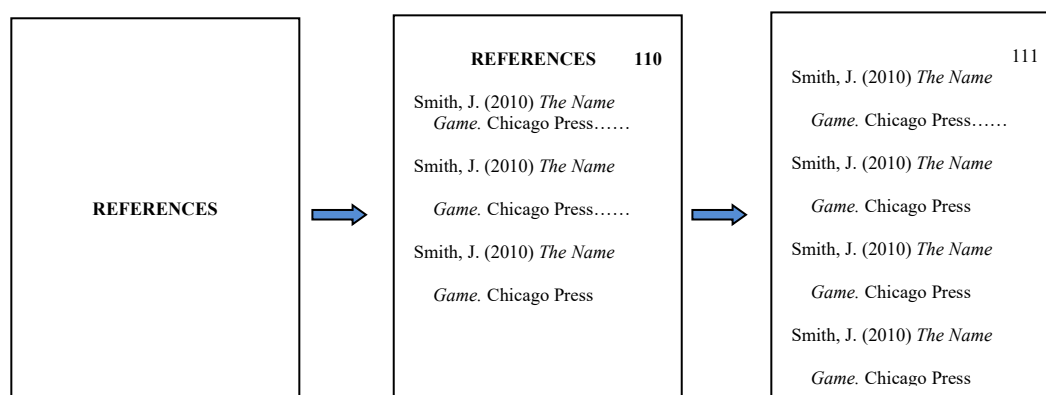 REFERENCES
REFERENCES 110
Smith, J. (2010) The Name
Game. Chicago Press……
Smith, J. (2010) The Name
Game. Chicago Press……
Smith, J. (2010) The Name
Game. Chicago Press
111
Smith, J. (2010) The Name
Game. Chicago Press……
Smith, J. (2010) The Name
Game. Chicago Press
Smith, J. (2010) The Name
Game. Chicago Press
Smith, J. (2010) The Name
Game. Chicago Press